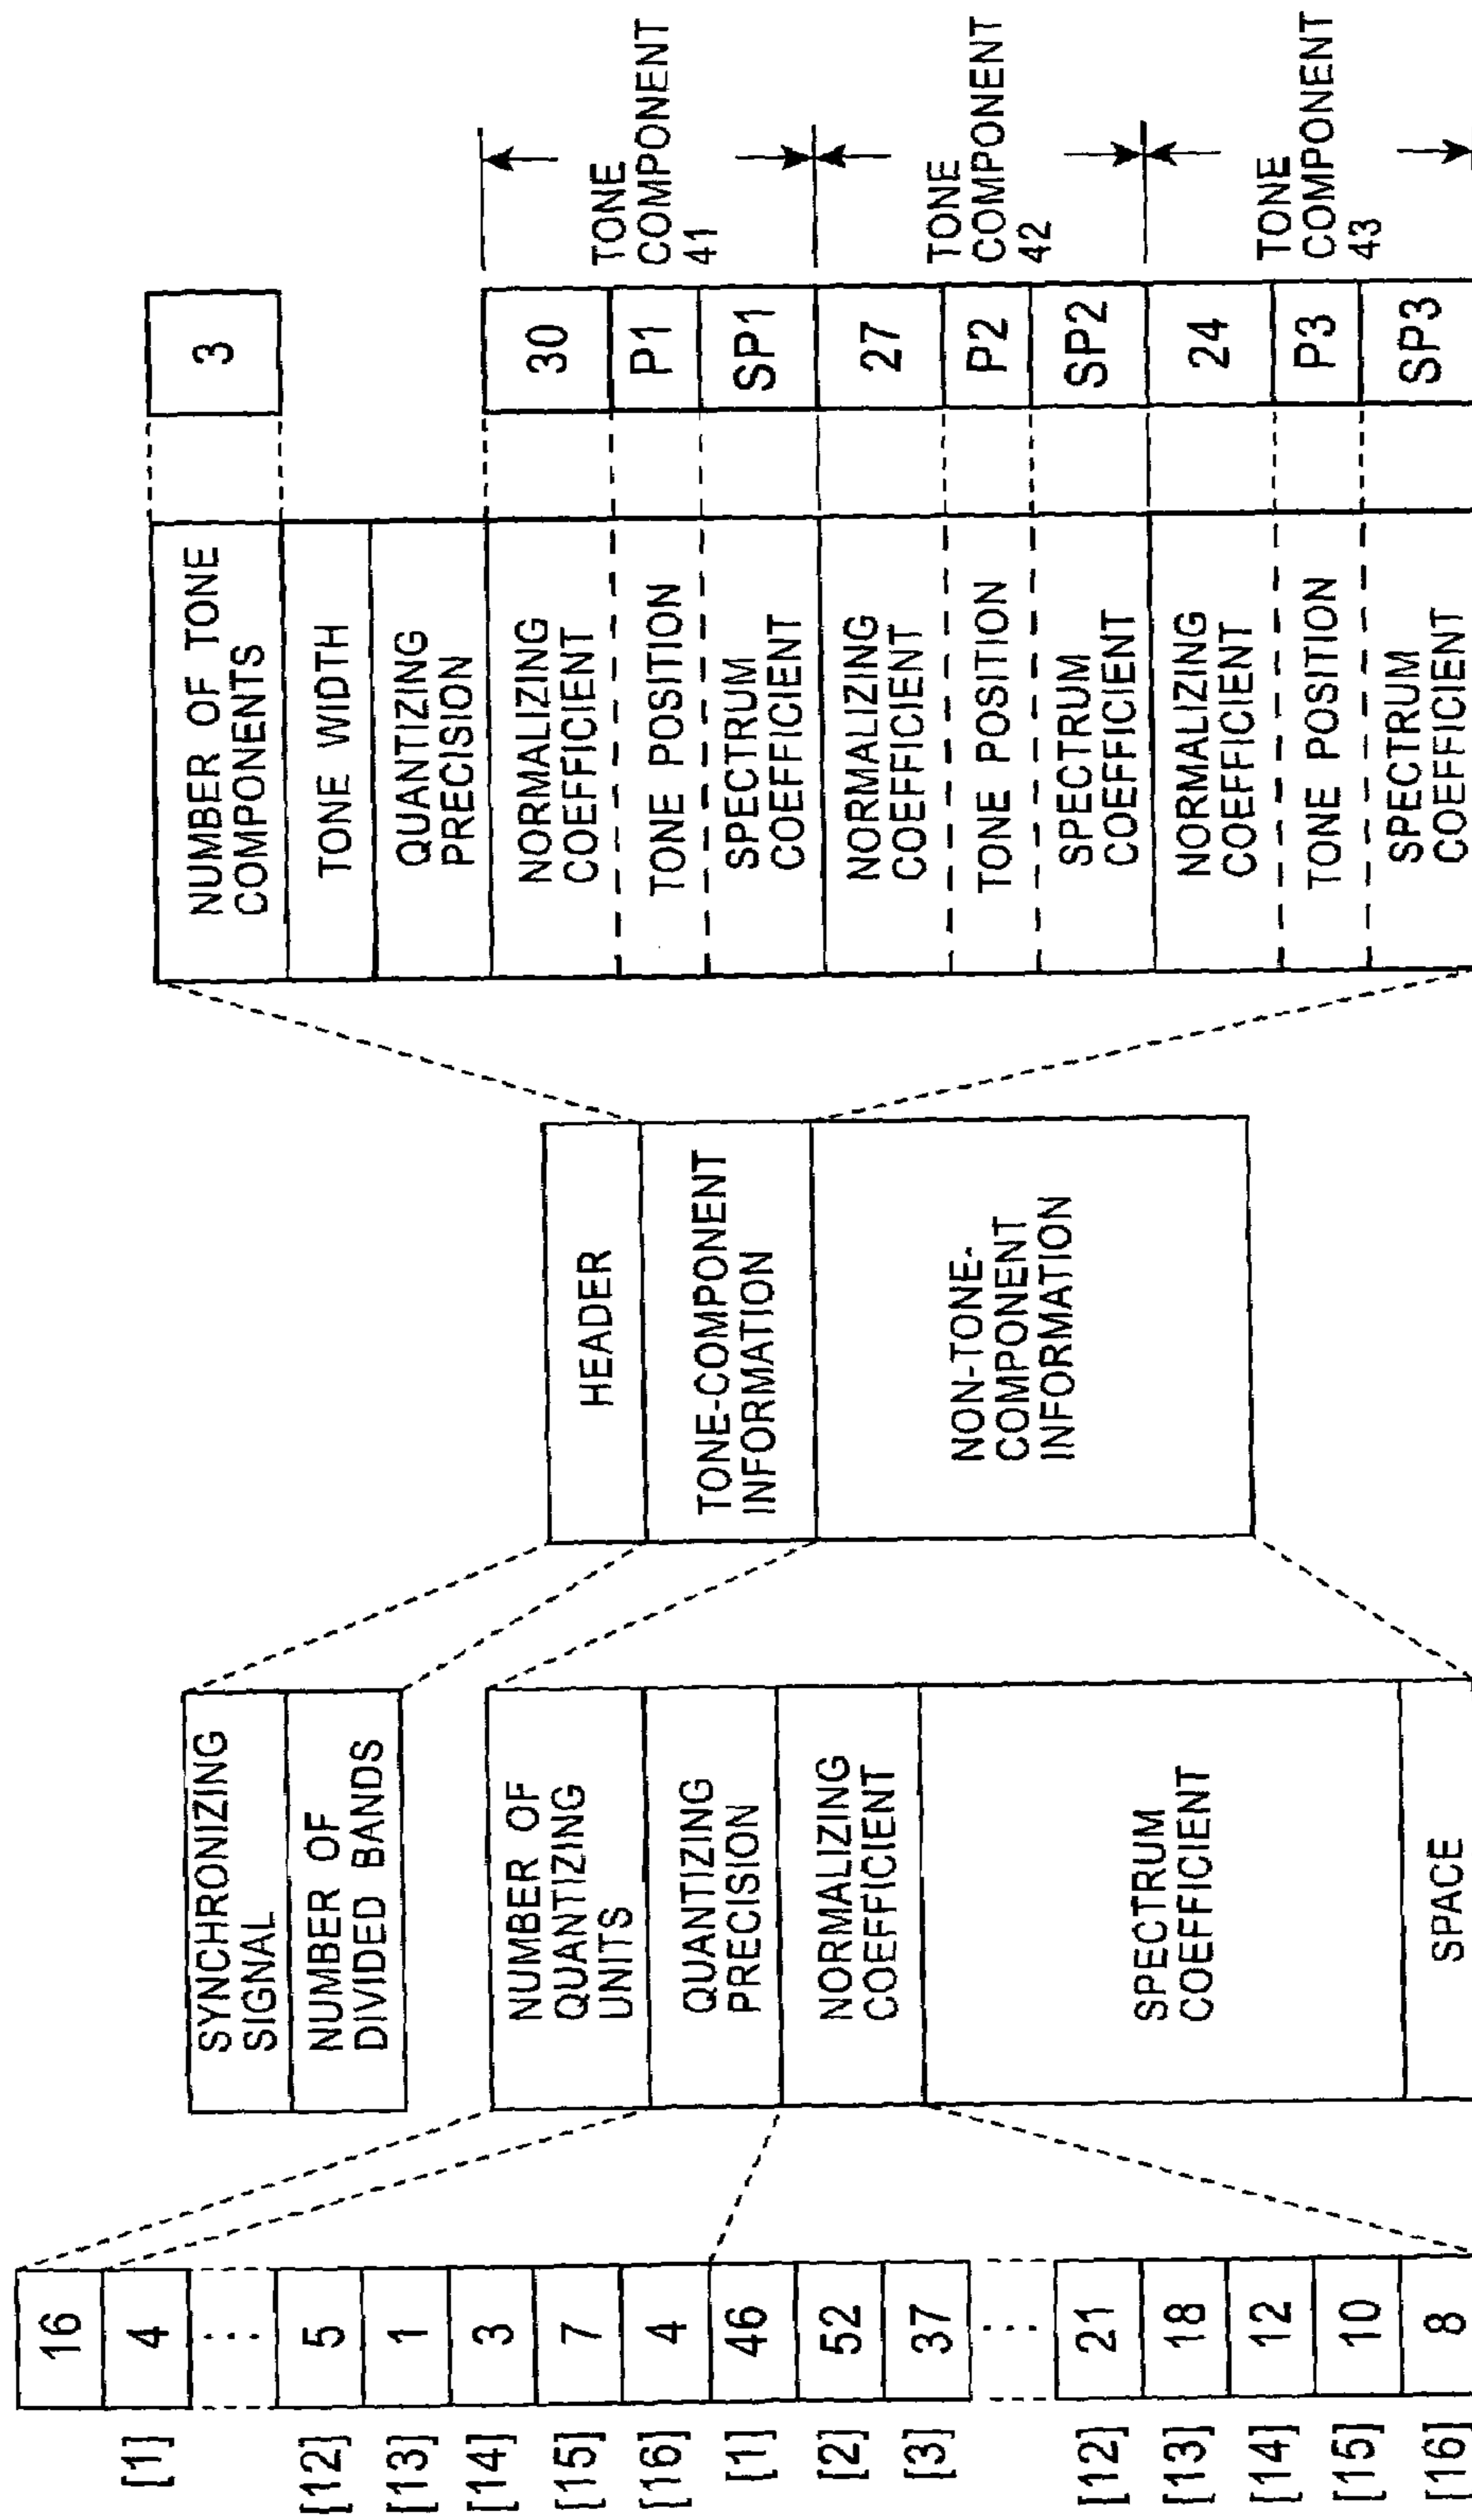 16
[1] 4
[12] 5
[13] 1
[14] 3
[15] 7
[16] 4
[1] 46
[2] 52
[3] 37
[12] 21
[13] 18
[14] 12
[15] 10
[16] 8
SYNCHRONIZING
SIGNAL
NUMBER OF
DIVIDED BANDS
NUMBER OF
QUANTIZING
UNITS
QUANTIZING
PRECISION
NORMALIZING
COEFFICIENT
SPECTRUM
COEFFICIENT
SPACE
HEADER
TONE-COMPONENT
INFORMATION
NON-TONE-
COMPONENT
INFORMATION
NUMBER OF TONE
COMPONENTS
TONE WIDTH
QUANTIZING
PRECISION
NORMALIZING
COEFFICIENT
TONE POSITION
SPECTRUM
COEFFICIENT
NORMALIZING
COEFFICIENT
TONE POSITION
SPECTRUM
COEFFICIENT
NORMALIZING
COEFFICIENT
TONE POSITION
SPECTRUM
COEFFICIENT
3
30
P1
SP1
27
P2
SP2
24
P3
SP3
TONE
COMPONENT
41
TONE
COMPONENT
42
TONE
COMPONENT
43